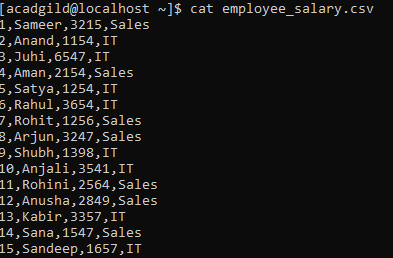 [acadgild@localhost ~]$ cat employee_salary.csv
1,Sameer,3215,Sales
2,Anand,1154,IT
3,Juhi,6547,IT
4,Aman,2154,Sales
5,Satya,1254,IT
6,Rahul,3654,IT
7,Rohit,1256,Sales
8,Arjun,3247,Sales
9,Shubh,1398,IT
10,Anjali,3541,IT
11,Rohini,2564,Sales
12,Anusha,2849,Sales
13,Kabir,3357,IT
14,Sana,1547,Sales
15,Sandeep,1657,IT